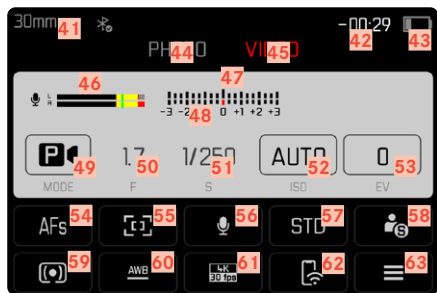 30mm 41 -00:29 42 43
PHOTO 44 VIDEO 45
46 47
L
R
-3 -2 48 0 +1 +2 +3
P 49 1.7 50 1/250 51 AUTO 52 0 53
MODE F S ISO EV
AFs 54 55 56 STD 57 S 58
59 AWB 60 4K 61 62 63
30 fps